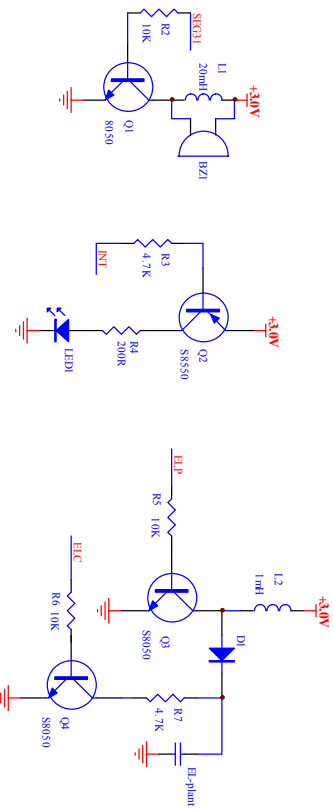 SEG31
R2
10K
L1
20mH
+3.0V
BZ1
Q1
8050
INT
R3
4.7K
+3.0V
Q2
S8550
R4
200R
LED1
ELP
R5
10K
L2
1mH
+3.0V
Q3
S8050
D1
ELC
R6 10K
Q4
S8050
R7
4.7K
EL-plant